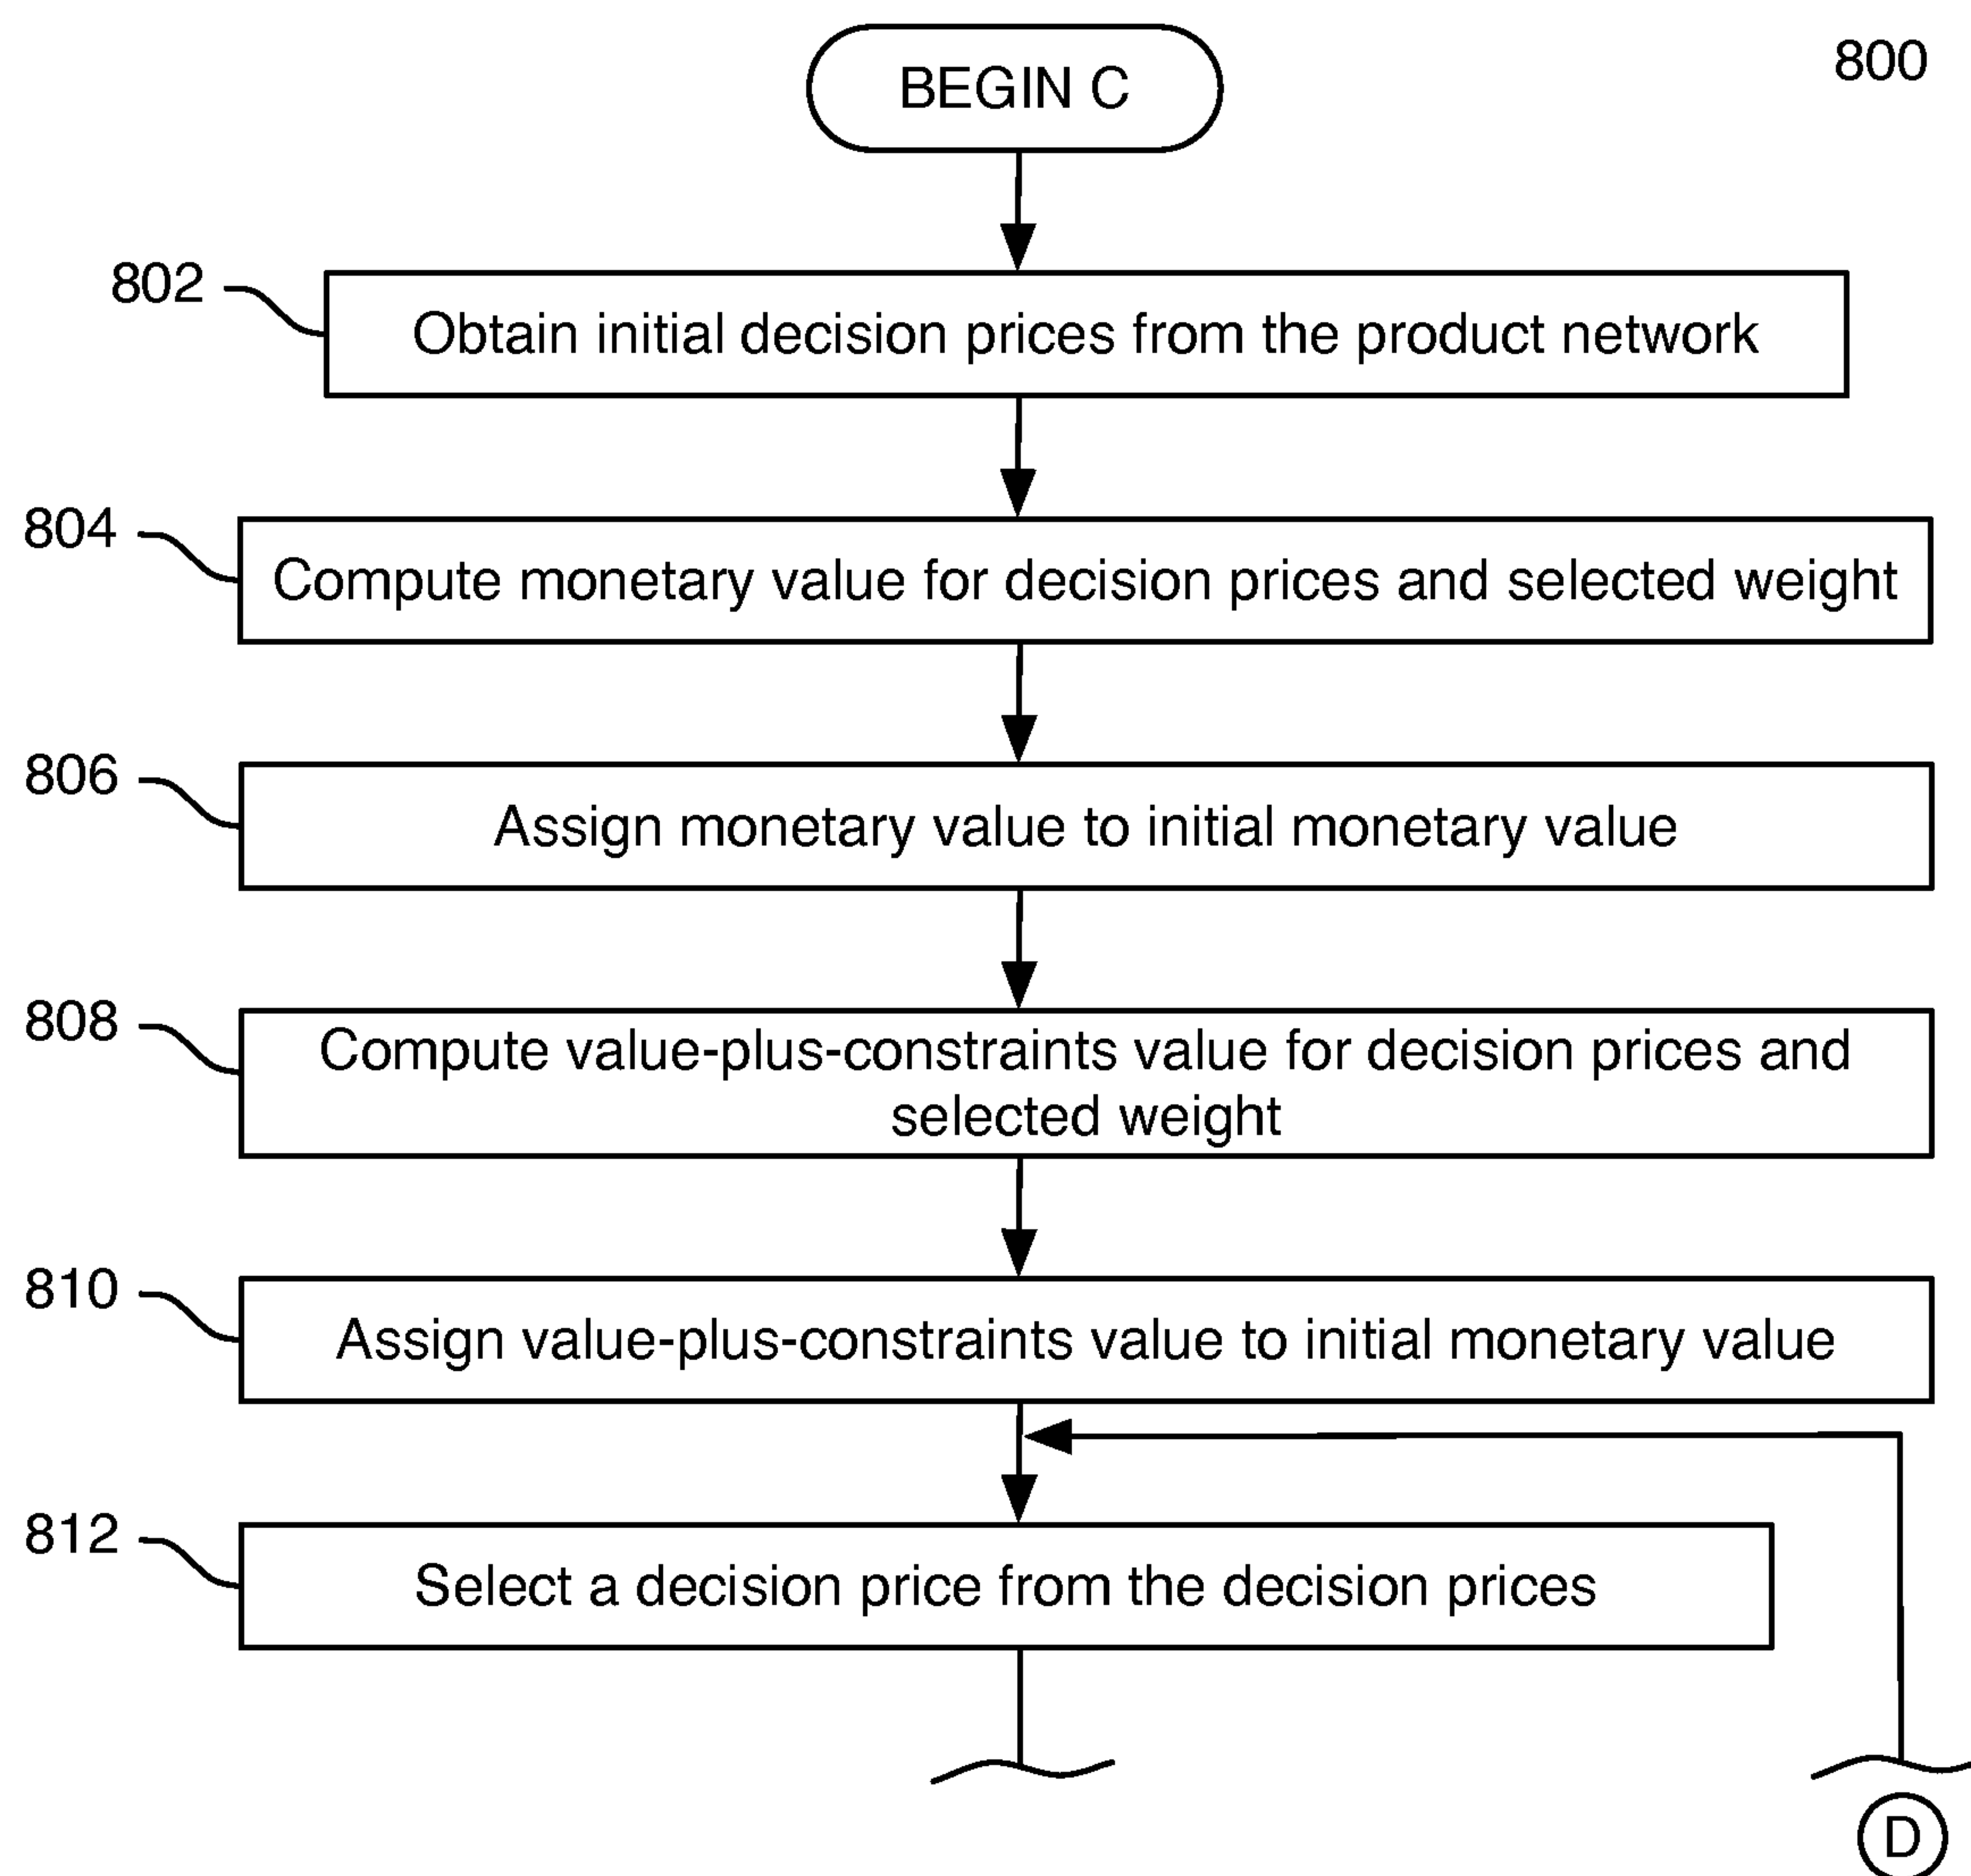 BEGIN C
800
802
Obtain initial decision prices from the product network
804
Compute monetary value for decision prices and selected weight
806
Assign monetary value to initial monetary value
808
Compute value-plus-constraints value for decision prices and
selected weight
810
Assign value-plus-constraints value to initial monetary value
812
Select a decision price from the decision prices
D